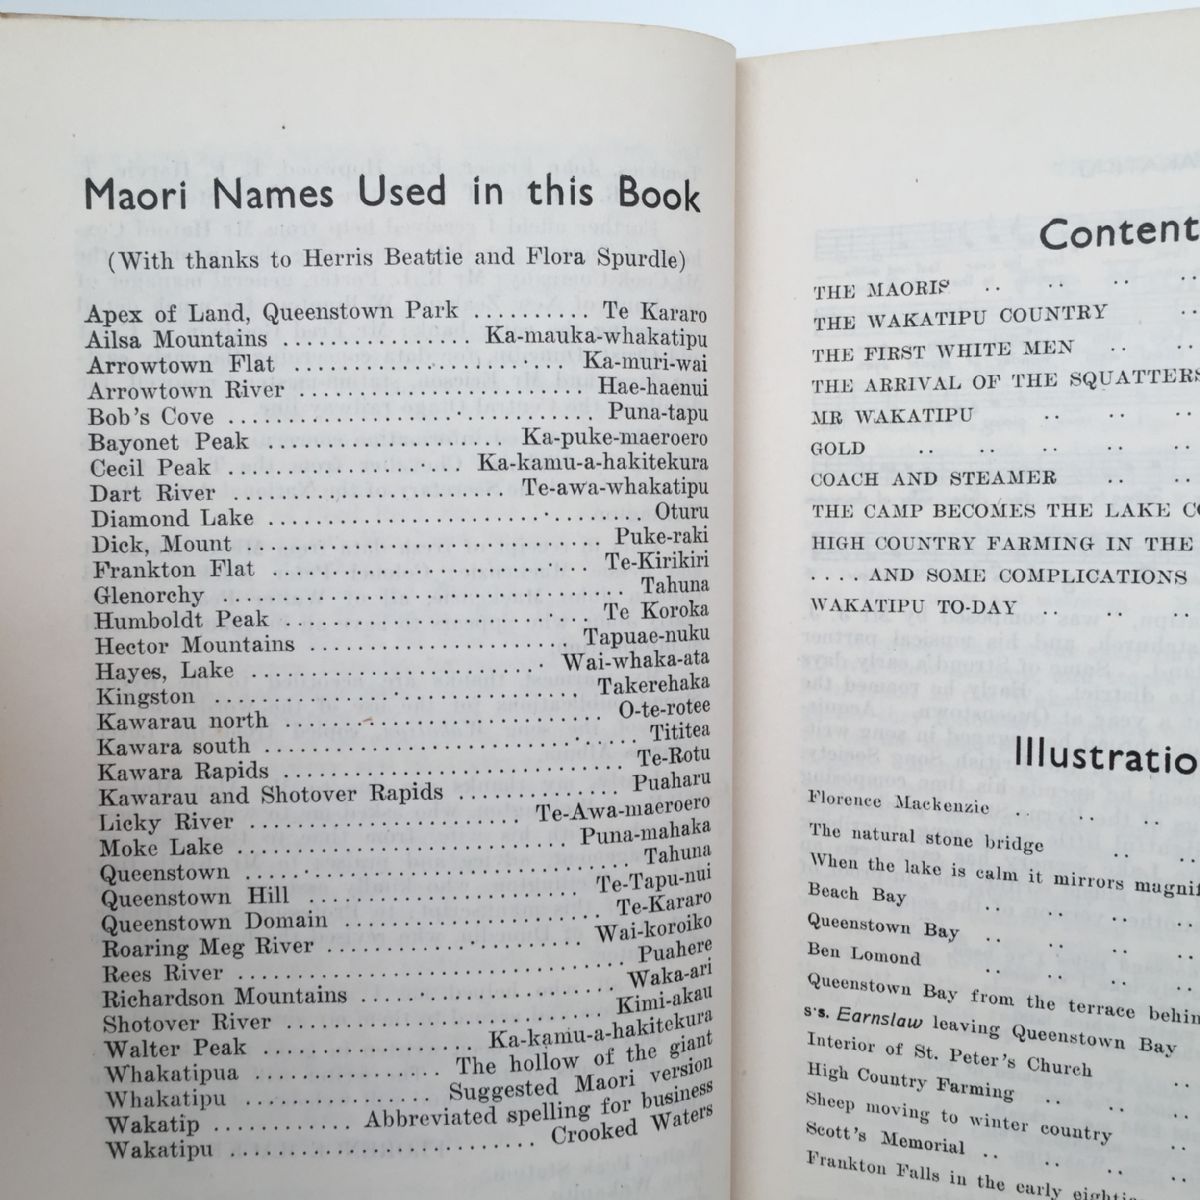 Maori Names Used in this Book
(With thanks to Herris Beattie and Flora Spurdle)
Apex of Land, Queenstown Park .......... Te Kararo
Ailsa Mountains ................ Ka-mauka-whakatipu
Arrowtown Flat ....................... Ka-muri-wai
Arrowtown River ........................ Hae-haenui
Bob's Cove ............................... Puna-tapu
Bayonet Peak .................... Ka-puke-maeroero
Cecil Peak .................... Ka-kamu-a-hakitekura
Dart River ....................... Te-awa-whakatipu
Diamond Lake ................................ Oturu
Dick, Mount .............................. Puke-raki
Frankton Flat ........................... Te-Kirikiri
Glenorchy .................................. Tahuna
Humboldt Peak .......................... Te Koroka
Hector Mountains ..................... Tapuae-nuku
Hayes, Lake ....................... Wai-whaka-ata
Kingston ............................. Takerehaka
Kawarau north .......................... O-te-rotee
Kawara south ............................ Tititea
Kawara Rapids .......................... Te-Rotu
Kawarau and Shotover Rapids ............. Puaharu
Licky River ..................... Te-Awa-maeroero
Moke Lake .......................... Puna-mahaka
Queenstown .............................. Tahuna
Queenstown Hill ..................... Te-Tapu-nui
Queenstown Domain ..................... Te-Kararo
Roaring Meg River .................... Wai-koroiko
Rees River ............................... Puahere
Richardson Mountains ................... Waka-ari
Shotover River ......................... Kimi-akau
Walter Peak .................. Ka-kamu-a-hakitekura
Whakatipua ................ The hollow of the giant
Whakatipu ................ Suggested Maori version
Wakatip ........... Abbreviated spelling for business
Wakatipu ........................ Crooked Waters
Content
THE MAORIS .. .. ..
THE WAKATIPU COUNTRY ..
THE FIRST WHITE MEN .. ..
THE ARRIVAL OF THE SQUATTERS
MR WAKATIPU .. .. ..
GOLD .. .. .. ..
COACH AND STEAMER .. ..
THE CAMP BECOMES THE LAKE CO
HIGH COUNTRY FARMING IN THE
.... AND SOME COMPLICATIONS
WAKATIPU TO-DAY .. .. ..
Illustratio
Florence Mackenzie .. .. ..
The natural stone bridge .. ..
When the lake is calm it mirrors magnif
Beach Bay .. .. .. ..
Queenstown Bay .. .. ..
Ben Lomond .. .. ..
Queenstown Bay from the terrace behin
s.s. Earnslaw leaving Queenstown Bay
Interior of St. Peter's Church ..
High Country Farming .. .. ..
Sheep moving to winter country ..
Scott's Memorial .. .. .. ..
Frankton Falls in the early eightie